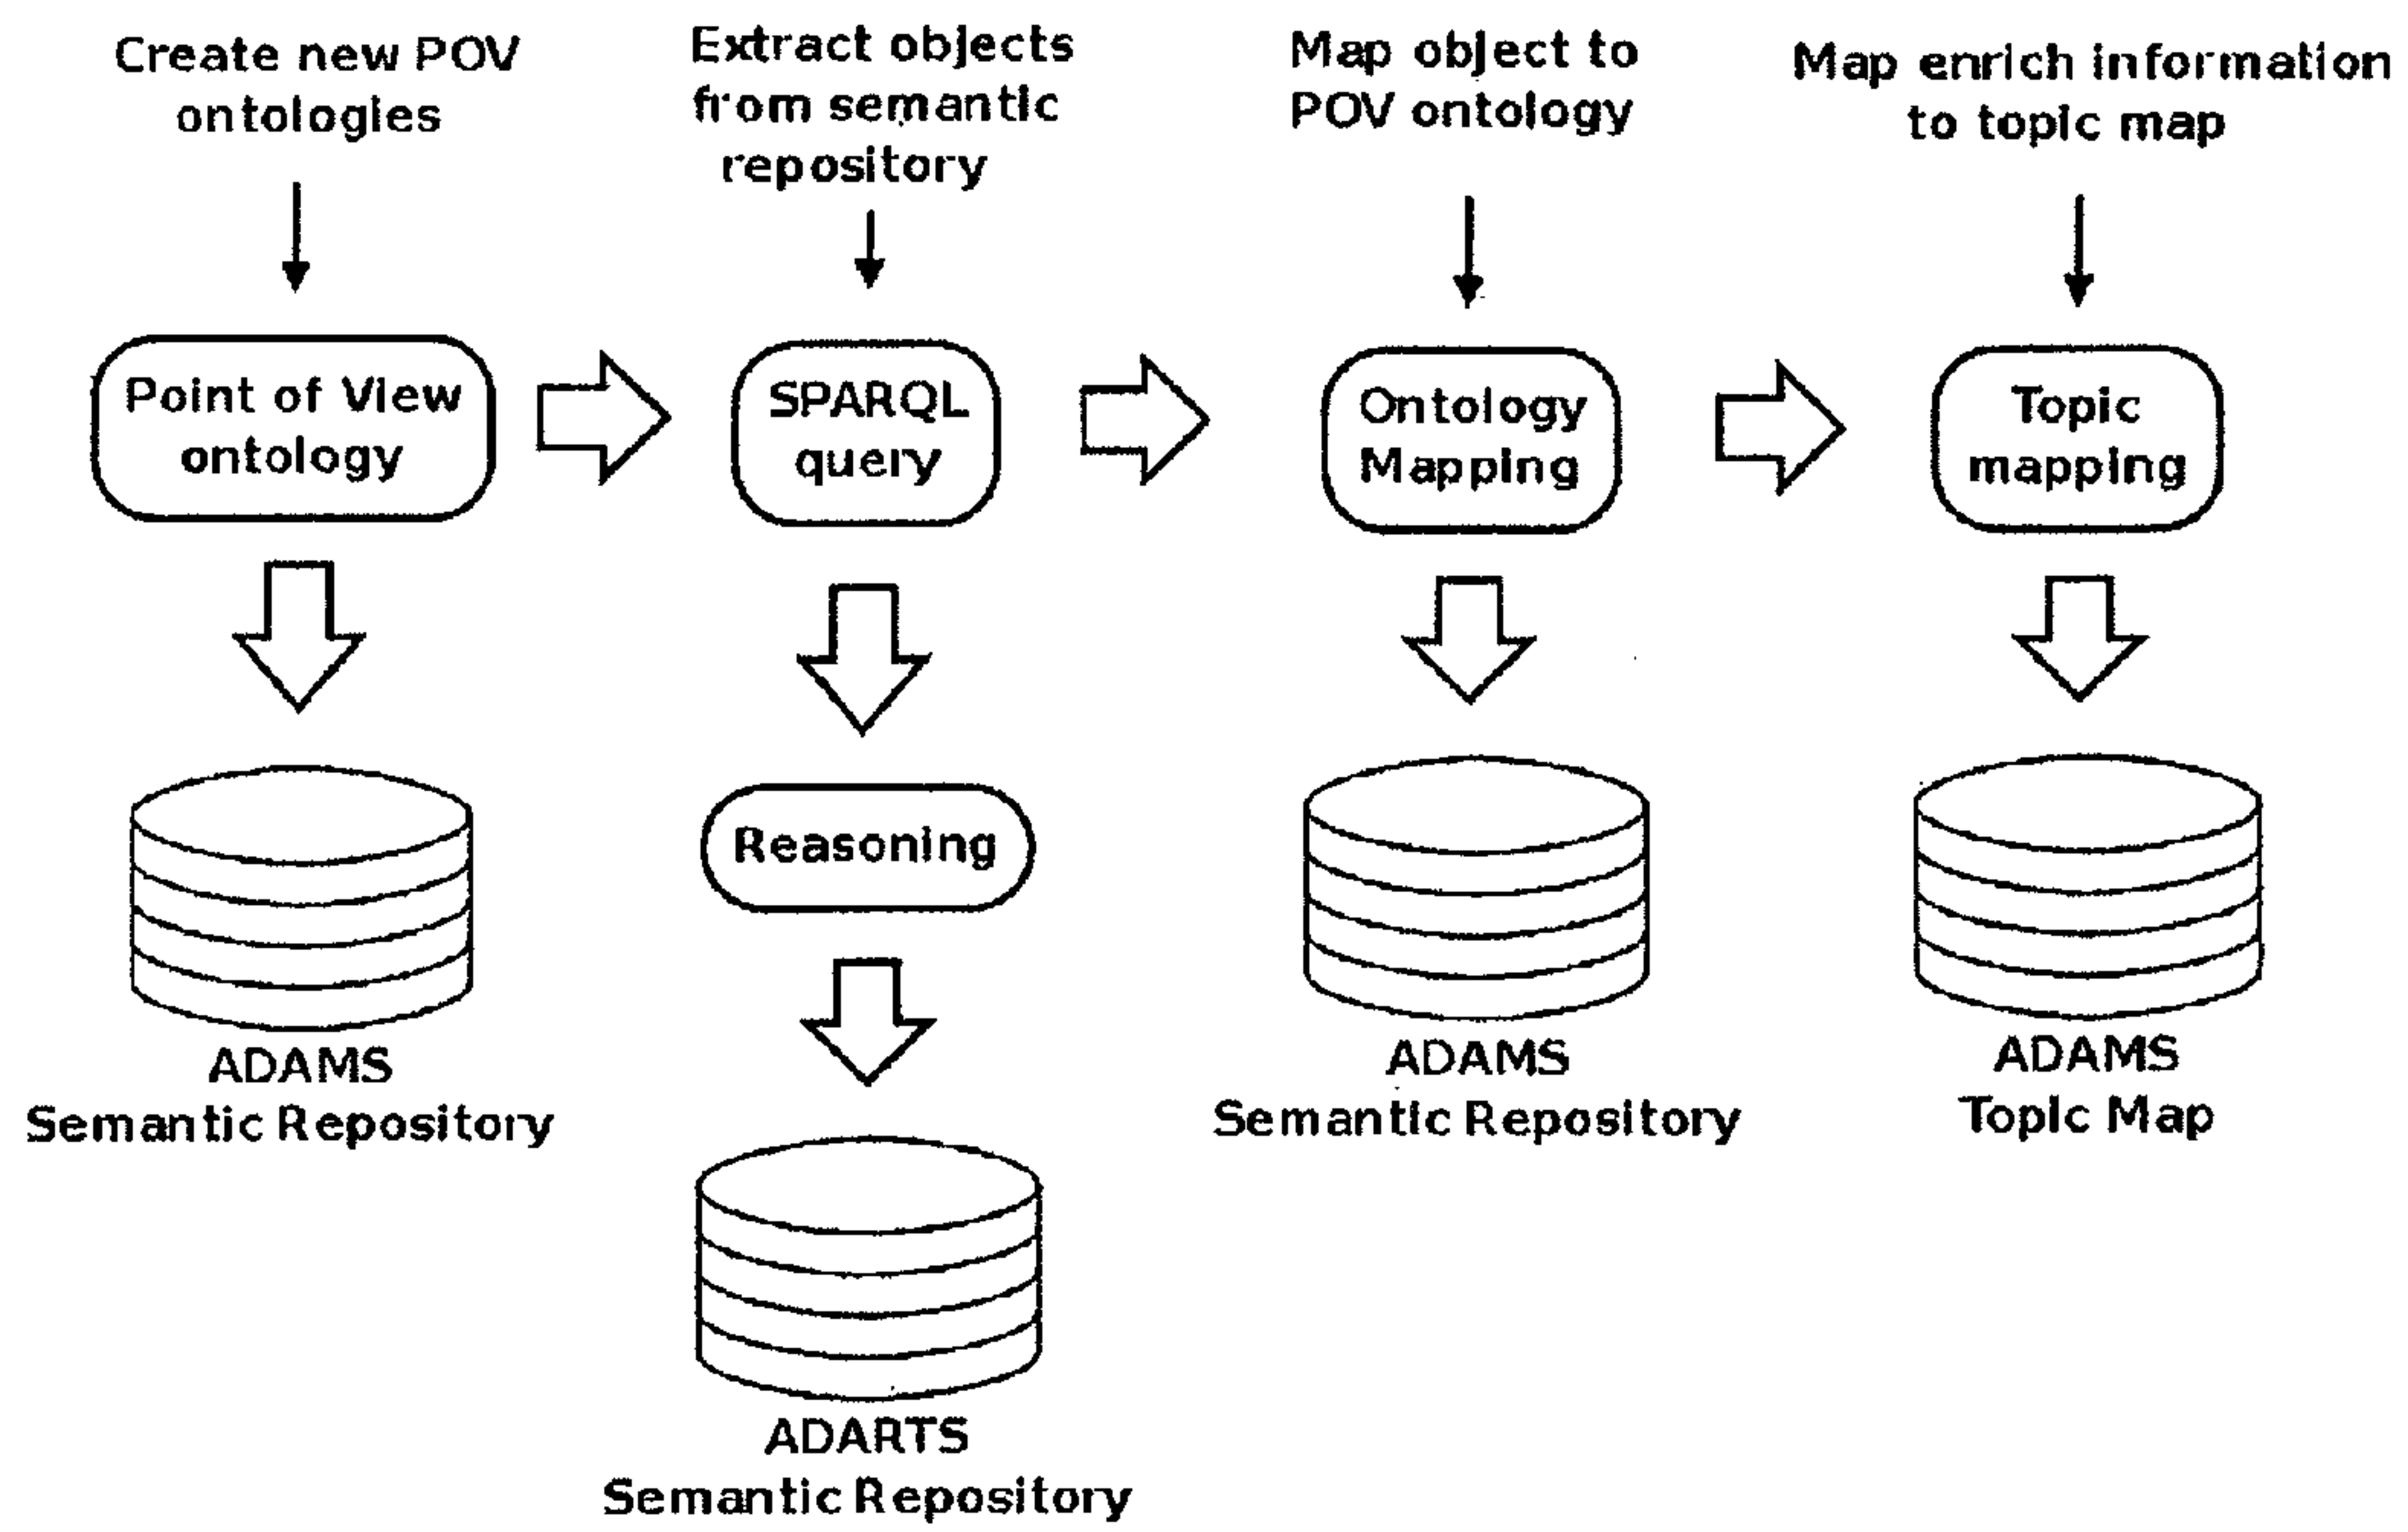 Create new POV
ontologies
Extract objects
from semantic
repository
Map object to
POV ontology
Map enrich information
to topic map
Point of View
ontology
SPARQL
query
Ontology
Mapping
Topic
mapping
Reasoning
ADAMS
Semantic Repository
ADAMS
Semantic Repository
ADAMS
Topic Map
ADARTS
Semantic Repository